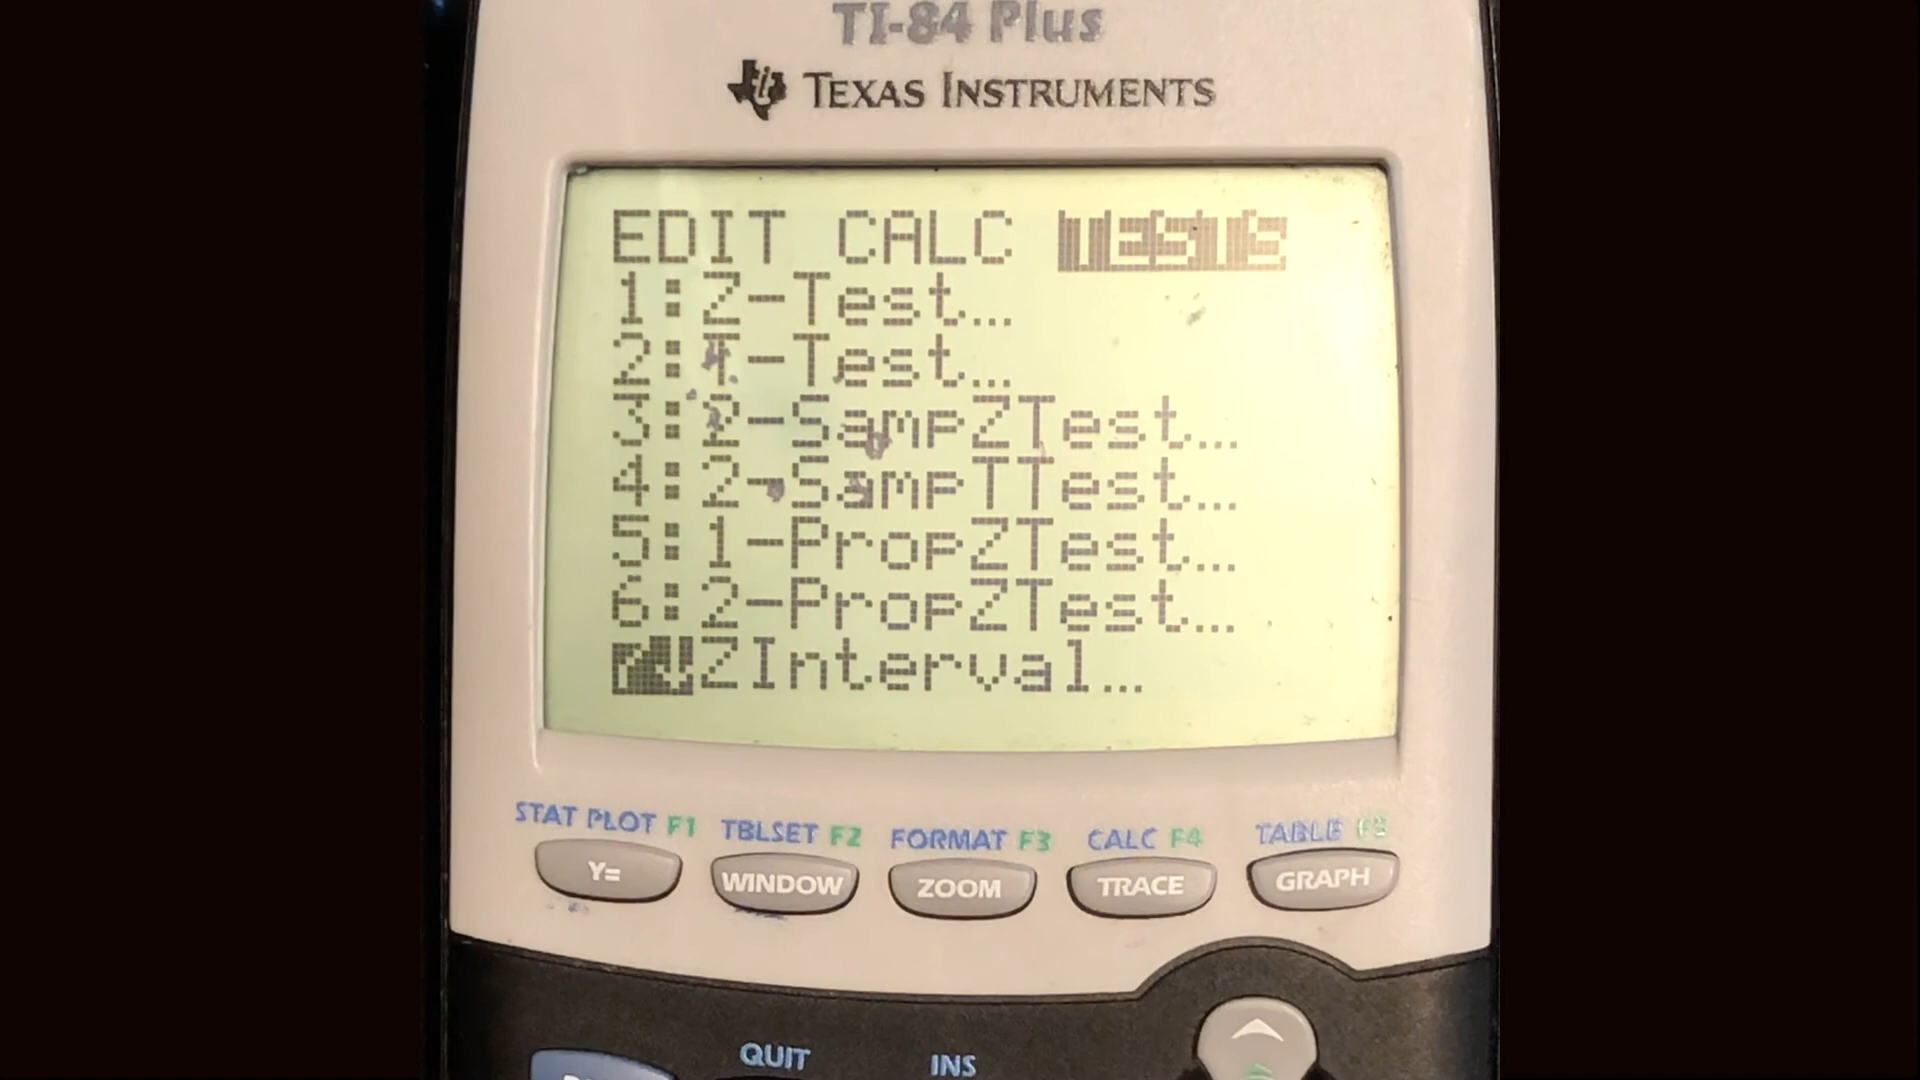 TI-84 Plus
TEXAS INSTRUMENTS
EDIT CALC TESTS
1:Z-Test…
2:T-Test…
3:2-SampZTest…
4:2-SampTTest…
5:1-PropZTest…
6:2-PropZTest…
7:ZInterval…
STAT PLOT F1 TBLSET F2 FORMAT F3 CALC F4 TABLE F5
Y= WINDOW ZOOM TRACE GRAPH
QUIT INS